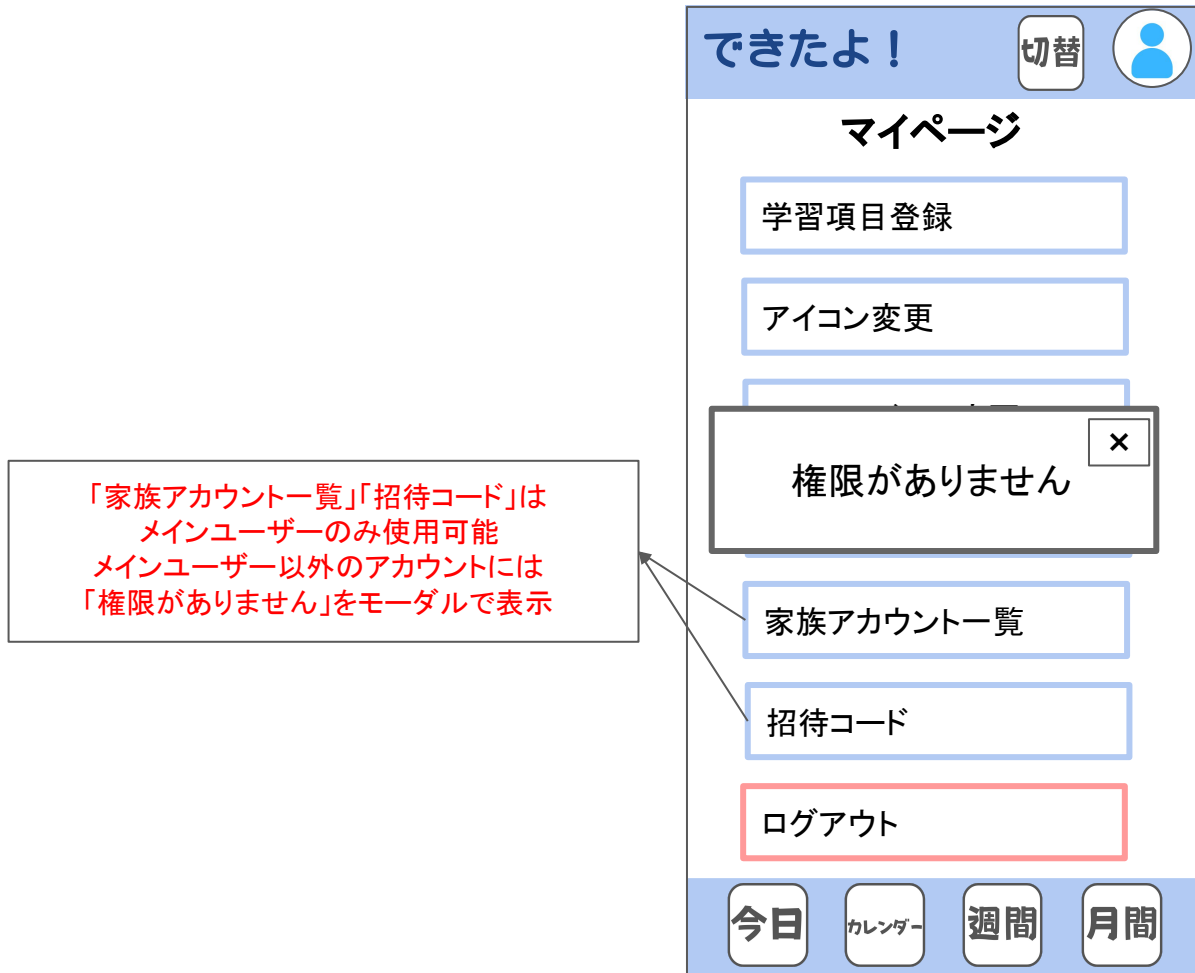 できたよ！
切替
マイページ
学習項目登録
アイコン変更
×
権限がありません
「家族アカウント一覧」「招待コード」は
メインユーザーのみ使用可能
メインユーザー以外のアカウントには
「権限がありません」をモーダルで表示
家族アカウント一覧
招待コード
ログアウト
今日
カレンダー
週間
月間